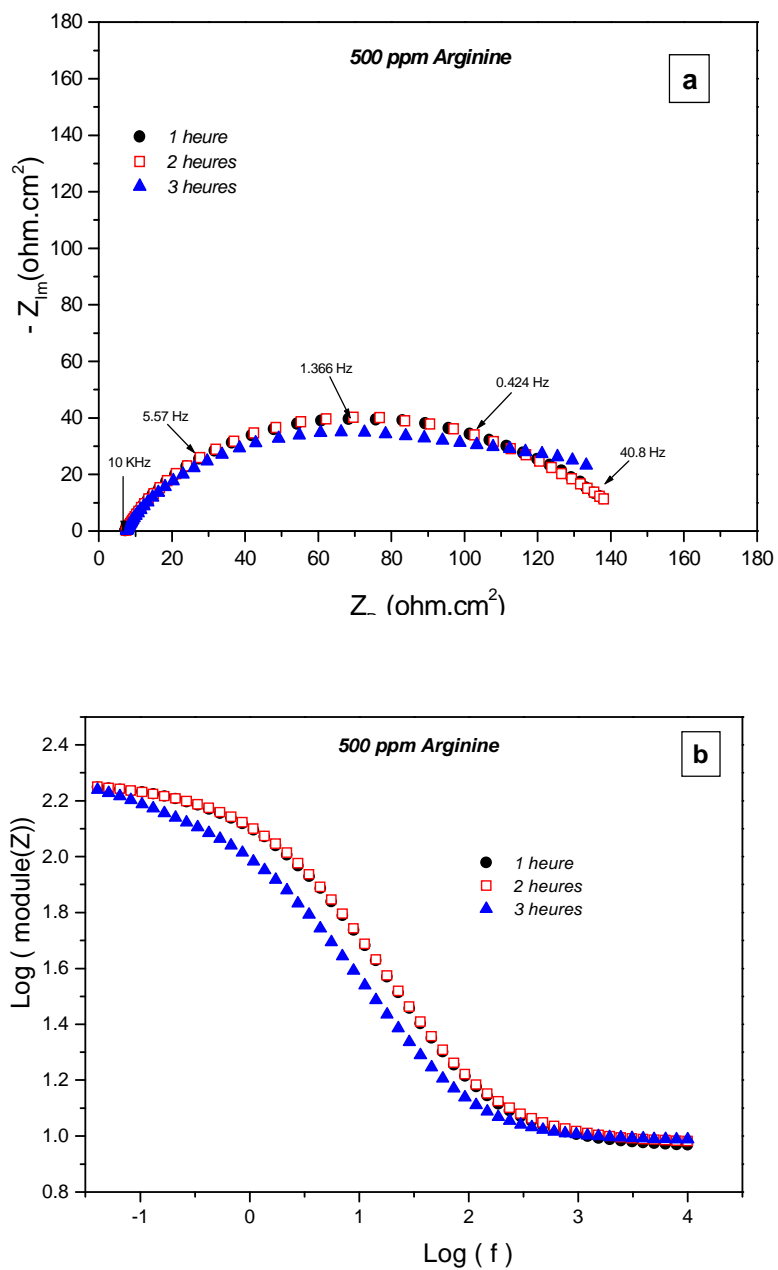 180
160
140
120
100
80
60
40
20
0
- Z_Im (ohm.cm²)
500 ppm Arginine
a
1 heure
2 heures
3 heures
1.366 Hz
0.424 Hz
5.57 Hz
40.8 Hz
10 KHz
0 20 40 60 80 100 120 140 160 180
(ohm.cm²)
2.4
2.2
2.0
1.8
1.6
1.4
1.2
1.0
0.8
Log ( module(Z))
500 ppm Arginine
b
1 heure
2 heures
3 heures
-1 0 1 2 3 4
Log ( f )